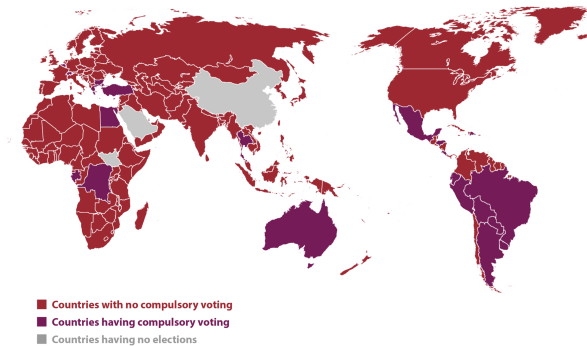 Countries with no compulsory voting
Countries having compulsory voting
Countries having no elections